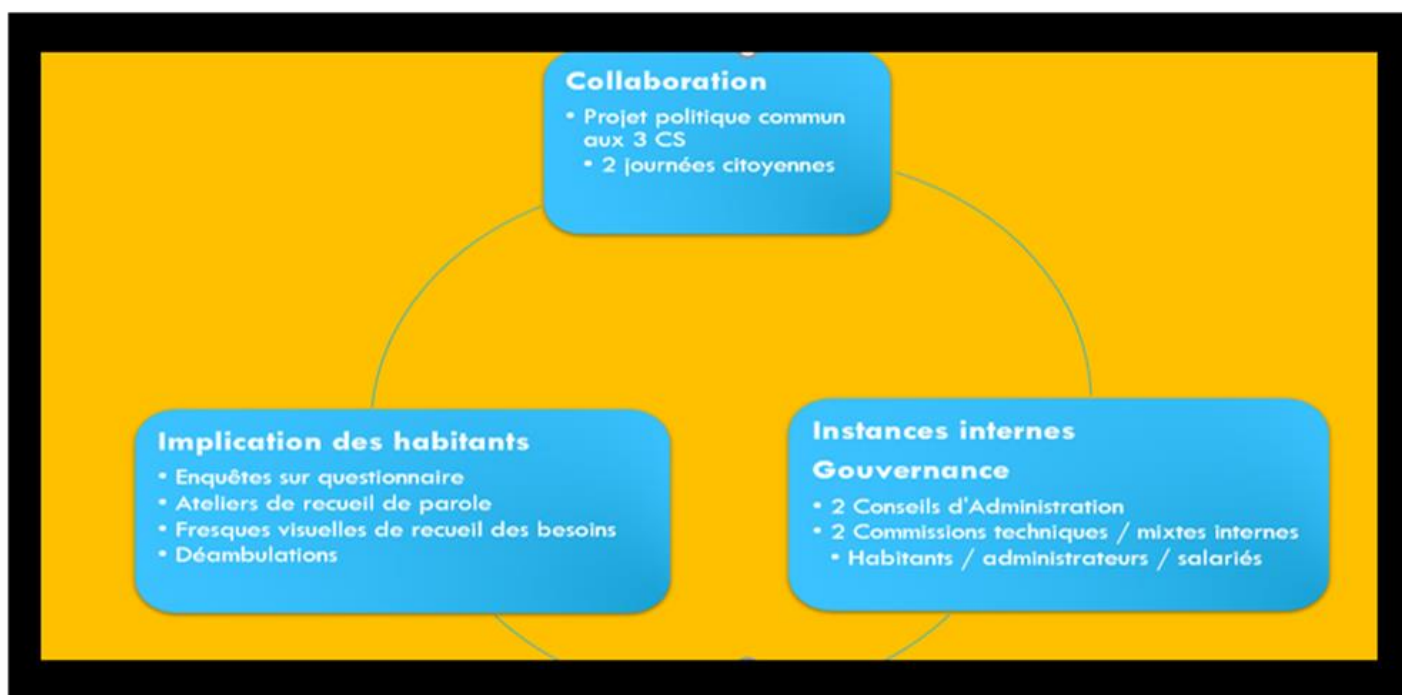 Collaboration
• Projet politique commun
aux 3 CS
• 2 journées citoyennes
Implication des habitants
• Enquêtes sur questionnaire
• Ateliers de recueil de parole
• Fresques visuelles de recueil des besoins
• Déambulations
Instances internes
Gouvernance
• 2 Conseils d'Administration
• 2 Commissions techniques / mixtes internes
• Habitants / administrateurs / salariés